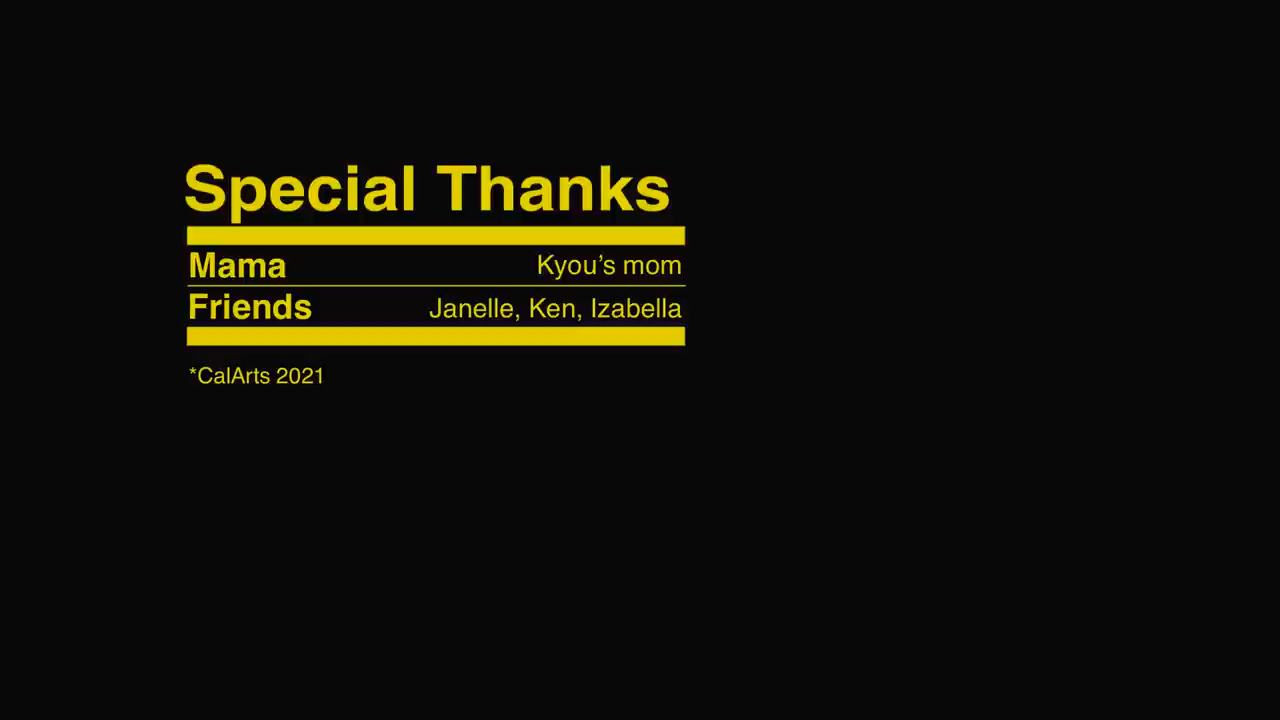 Special Thanks
Mama Kyou’s mom
Friends Janelle, Ken, Izabella
*CalArts 2021